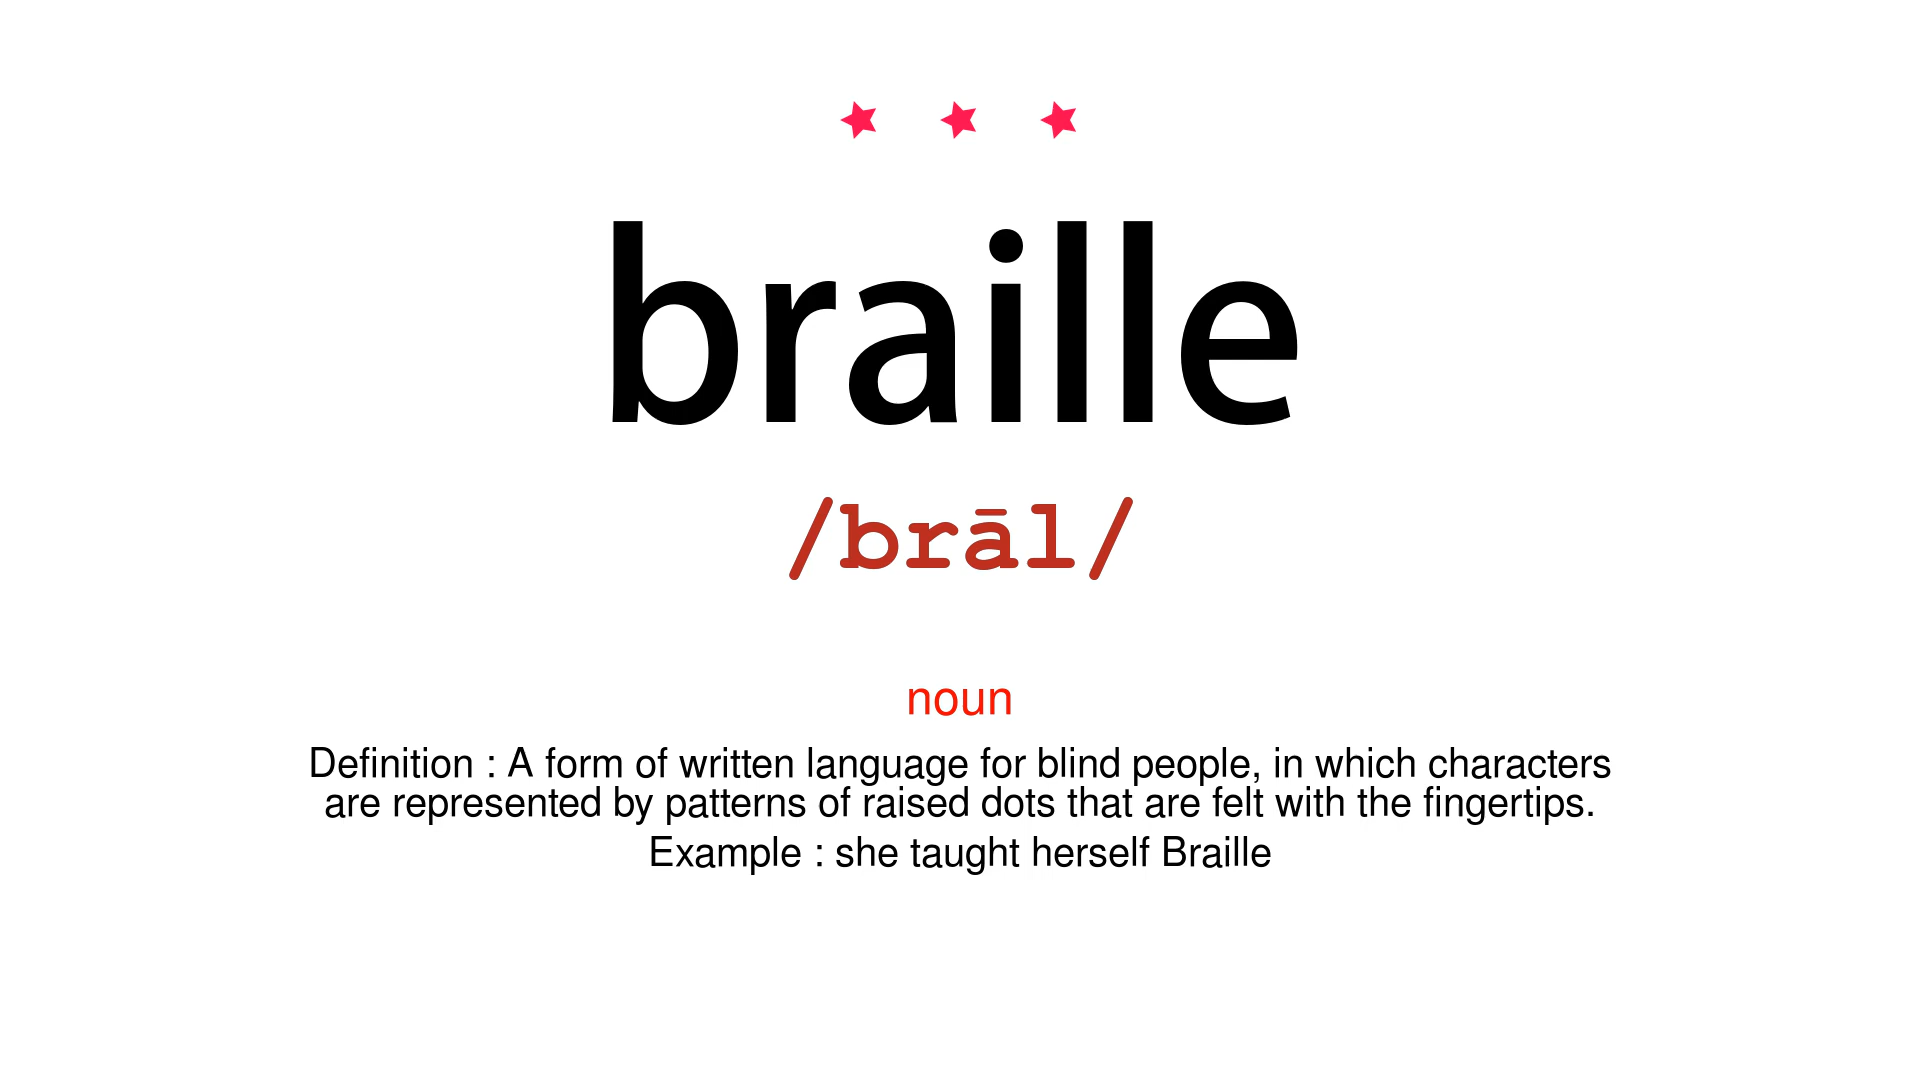 braille
/brāl/
noun
Definition : A form of written language for blind people, in which characters
are represented by patterns of raised dots that are felt with the fingertips.
Example : she taught herself Braille